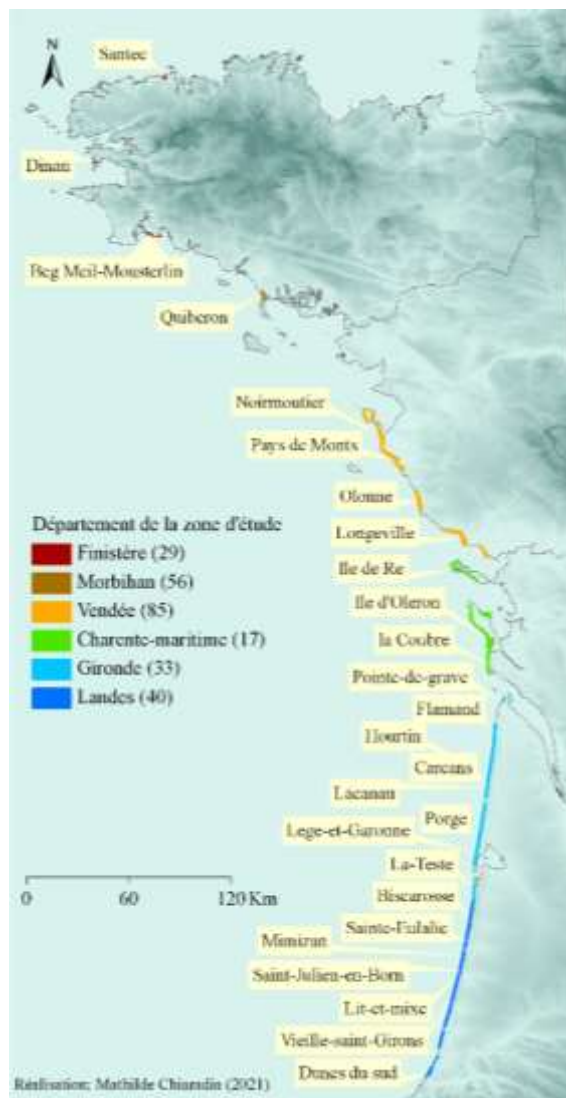 N
Santec
Dinan
Beg Meil-Mousterlin
Quiberon
Noirmoutier
Pays de Monts
Olonne
Longeville
Ile de Re
Ile d'Oleron
la Coubre
Pointe-de-grave
Flamand
Hourtin
Carcans
Lacanau
Porge
Lege-et-Garonne
La-Teste
Biscarosse
Sainte-Eulalie
Mimizan
Saint-Julien-en-Born
Lit-et-mixe
Vieille-saint-Girons
Dunes du sud
Département de la zone d'étude
Finistère (29)
Morbihan (56)
Vendée (85)
Charente-maritime (17)
Gironde (33)
Landes (40)
0 60 120 Km
Réalisation: Mathilde Chiaradia (2021)